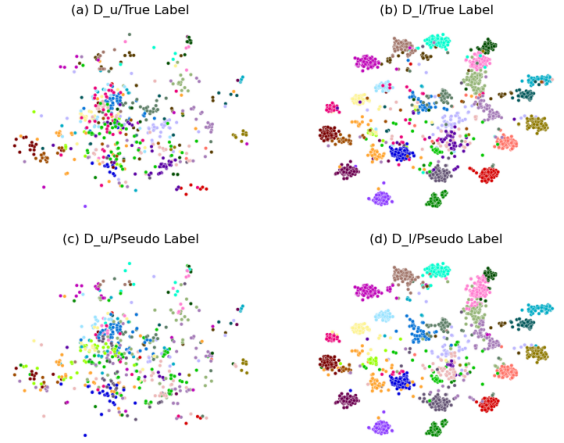 (a) D_u/True Label
(b) D_l/True Label
(c) D_u/Pseudo Label
(d) D_l/Pseudo Label